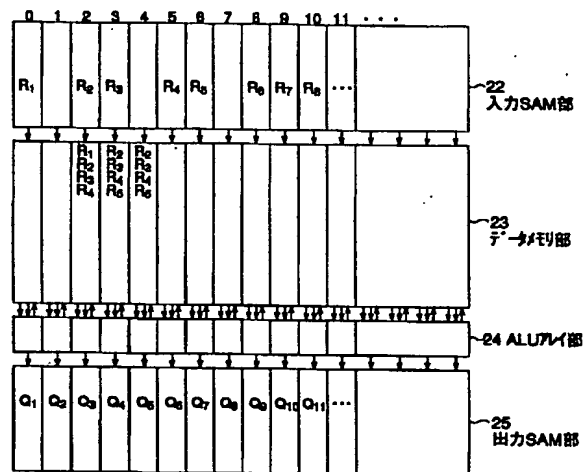 0 1 2 3 4 5 6 7 8 9 10 11 ・・・
R1 R2 R3 R4 R5 R6 R7 R8 ・・・
22
入力SAM部
R1 R2 R2
R2 R3 R3
R3 R4 R4
R4 R5 R5
23
データメモリ部
24 ALUアレイ部
Q1 Q2 Q3 Q4 Q5 Q6 Q7 Q8 Q9 Q10 Q11 ・・・
25
出力SAM部